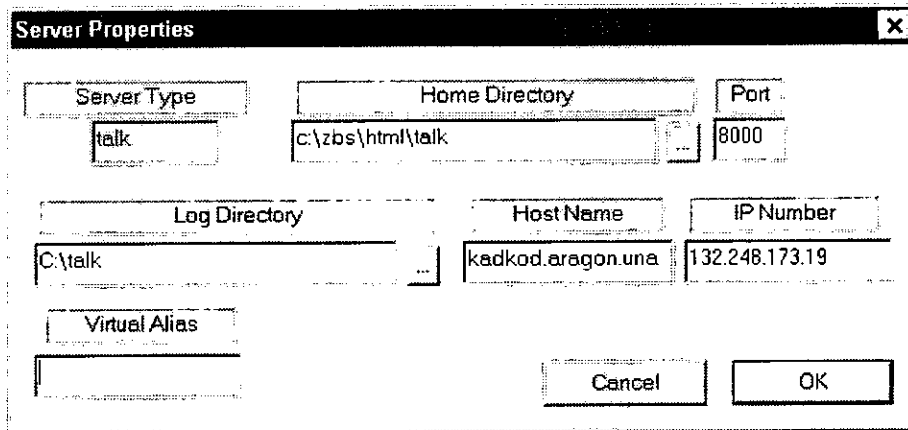 Server Properties
Server Type Home Directory Port
talk c:\zbs\html\talk ... 8000
Log Directory Host Name IP Number
C:\talk ... kadkod.aragon.una 132.248.173.19
Virtual Alias
Cancel OK